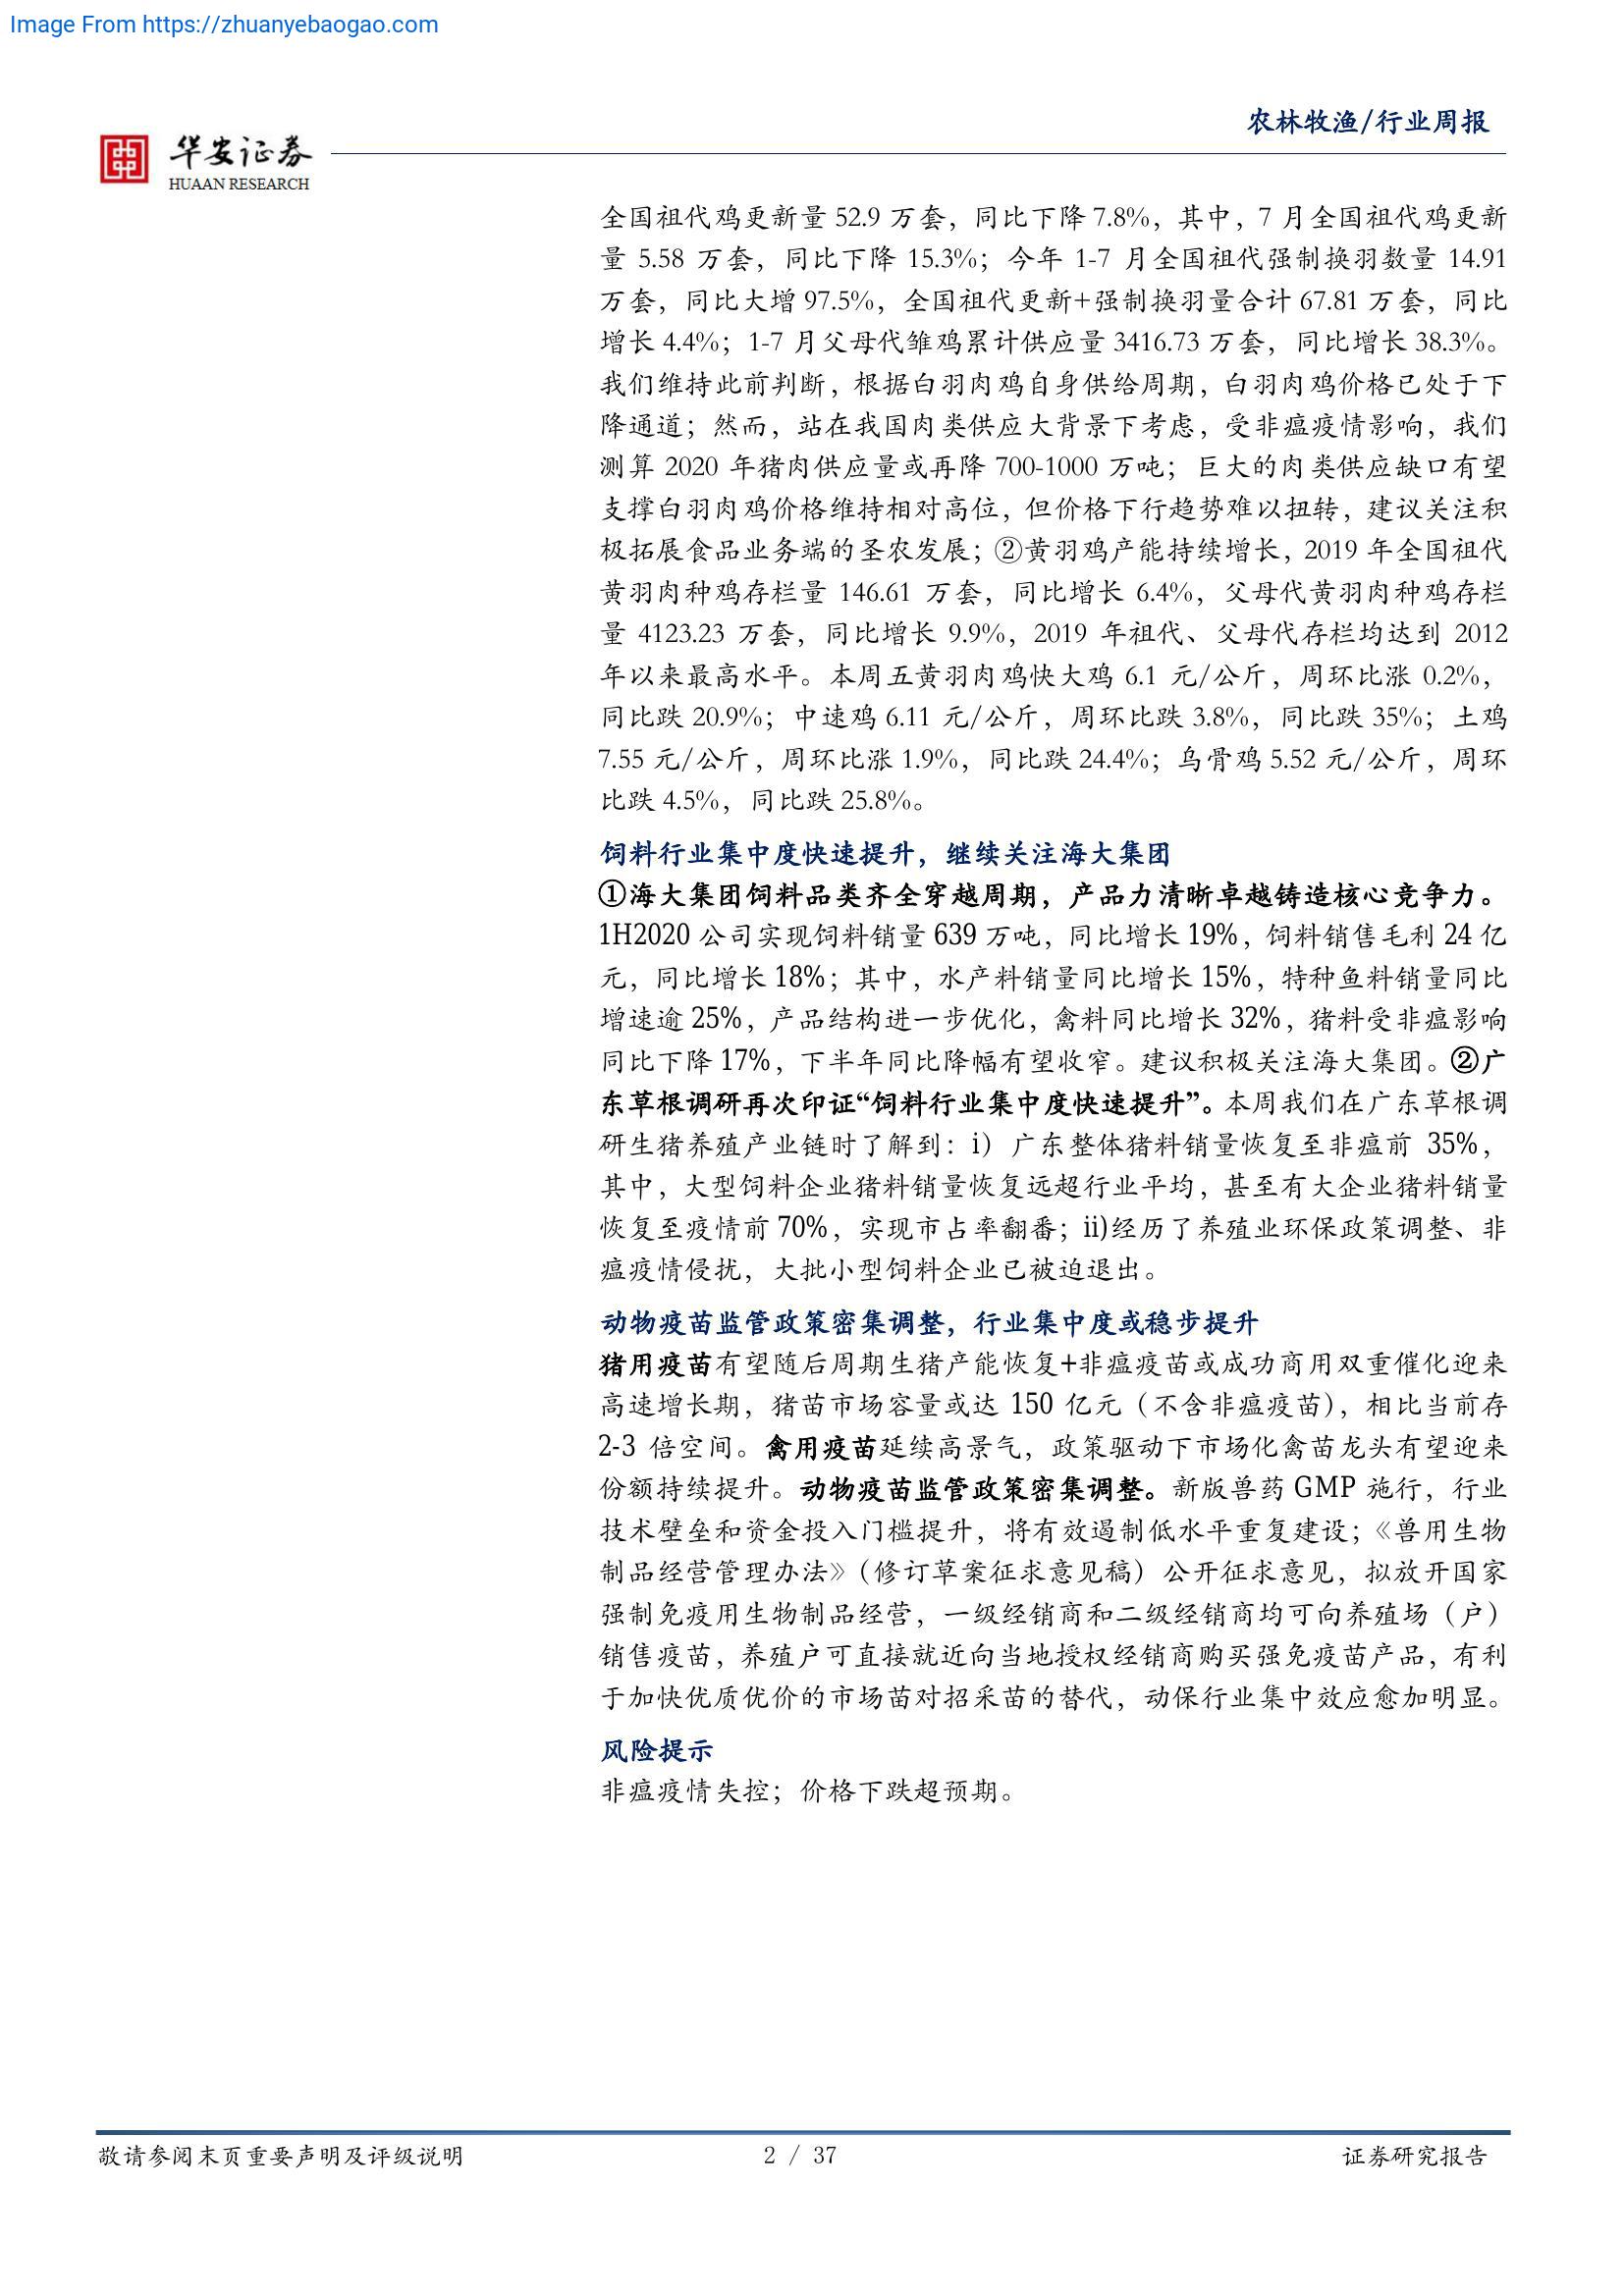 Image From https://zhuanyebaogao.com
农林牧渔/行业周报
华安证券
HUAAN RESEARCH
全国祖代鸡更新量 52.9 万套，同比下降 7.8%，其中，7 月全国祖代鸡更新
量 5.58 万套，同比下降 15.3%；今年 1-7 月全国祖代强制换羽数量 14.91
万套，同比大增 97.5%，全国祖代更新+强制换羽量合计 67.81 万套，同比
增长 4.4%；1-7 月父母代雏鸡累计供应量 3416.73 万套，同比增长 38.3%。
我们维持此前判断，根据白羽肉鸡自身供给周期，白羽肉鸡价格已处于下
降通道；然而，站在我国肉类供应大背景下考虑，受非瘟疫情影响，我们
测算 2020 年猪肉供应量或再降 700-1000 万吨；巨大的肉类供应缺口有望
支撑白羽肉鸡价格维持相对高位，但价格下行趋势难以扭转，建议关注积
极拓展食品业务端的圣农发展；②黄羽鸡产能持续增长，2019 年全国祖代
黄羽肉种鸡存栏量 146.61 万套，同比增长 6.4%，父母代黄羽肉种鸡存栏
量 4123.23 万套，同比增长 9.9%，2019 年祖代、父母代存栏均达到 2012
年以来最高水平。本周五黄羽肉鸡快大鸡 6.1 元/公斤，周环比涨 0.2%，
同比跌 20.9%；中速鸡 6.11 元/公斤，周环比跌 3.8%，同比跌 35%；土鸡
7.55 元/公斤，周环比涨 1.9%，同比跌 24.4%；乌骨鸡 5.52 元/公斤，周环
比跌 4.5%，同比跌 25.8%。
饲料行业集中度快速提升，继续关注海大集团
①海大集团饲料品类齐全穿越周期，产品力清晰卓越铸造核心竞争力。
1H2020 公司实现饲料销量 639 万吨，同比增长 19%，饲料销售毛利 24 亿
元，同比增长 18%；其中，水产料销量同比增长 15%，特种鱼料销量同比
增速逾 25%，产品结构进一步优化，禽料同比增长 32%，猪料受非瘟影响
同比下降 17%，下半年同比降幅有望收窄。建议积极关注海大集团。②广
东草根调研再次印证“饲料行业集中度快速提升”。本周我们在广东草根调
研生猪养殖产业链时了解到：i）广东整体猪料销量恢复至非瘟前 35%，
其中，大型饲料企业猪料销量恢复远超行业平均，甚至有大企业猪料销量
恢复至疫情前 70%，实现市占率翻番；ii)经历了养殖业环保政策调整、非
瘟疫情侵扰，大批小型饲料企业已被迫退出。
动物疫苗监管政策密集调整，行业集中度或稳步提升
猪用疫苗有望随后周期生猪产能恢复+非瘟疫苗或成功商用双重催化迎来
高速增长期，猪苗市场容量或达 150 亿元（不含非瘟疫苗），相比当前存
2-3 倍空间。禽用疫苗延续高景气，政策驱动下市场化禽苗龙头有望迎来
份额持续提升。动物疫苗监管政策密集调整。新版兽药 GMP 施行，行业
技术壁垒和资金投入门槛提升，将有效遏制低水平重复建设；《兽用生物
制品经营管理办法》（修订草案征求意见稿）公开征求意见，拟放开国家
强制免疫用生物制品经营，一级经销商和二级经销商均可向养殖场（户）
销售疫苗，养殖户可直接就近向当地授权经销商购买强免疫苗产品，有利
于加快优质优价的市场苗对招采苗的替代，动保行业集中效应愈加明显。
风险提示
非瘟疫情失控；价格下跌超预期。
敬请参阅末页重要声明及评级说明
2 / 37
证券研究报告